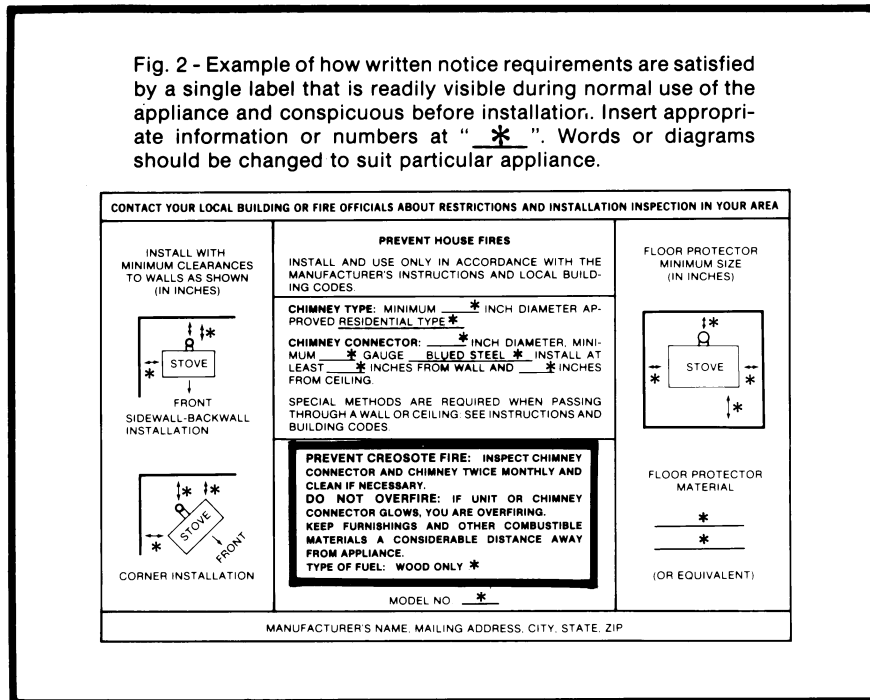 Fig. 2 - Example of how written notice requirements are satisfied
by a single label that is readily visible during normal use of the
appliance and conspicuous before installation. Insert appropri-
ate information or numbers at " * ". Words or diagrams
should be changed to suit particular appliance.
CONTACT YOUR LOCAL BUILDING OR FIRE OFFICIALS ABOUT RESTRICTIONS AND INSTALLATION INSPECTION IN YOUR AREA
INSTALL WITH
MINIMUM CLEARANCES
TO WALLS AS SHOWN
(IN INCHES)
* *
* STOVE
FRONT
SIDEWALL-BACKWALL
INSTALLATION
* *
* STOVE
FRONT
CORNER INSTALLATION
PREVENT HOUSE FIRES
INSTALL AND USE ONLY IN ACCORDANCE WITH THE
MANUFACTURER'S INSTRUCTIONS AND LOCAL BUILD-
ING CODES.
CHIMNEY TYPE: MINIMUM ____* INCH DIAMETER AP-
PROVED RESIDENTIAL TYPE *
CHIMNEY CONNECTOR: ____* INCH DIAMETER, MINI-
MUM ___* GAUGE BLUED STEEL * INSTALL AT
LEAST ____* INCHES FROM WALL AND ____* INCHES
FROM CEILING.
SPECIAL METHODS ARE REQUIRED WHEN PASSING
THROUGH A WALL OR CEILING. SEE INSTRUCTIONS AND
BUILDING CODES
PREVENT CREOSOTE FIRE: INSPECT CHIMNEY
CONNECTOR AND CHIMNEY TWICE MONTHLY AND
CLEAN IF NECESSARY.
DO NOT OVERFIRE: IF UNIT OR CHIMNEY
CONNECTOR GLOWS, YOU ARE OVERFIRING.
KEEP FURNISHINGS AND OTHER COMBUSTIBLE
MATERIALS A CONSIDERABLE DISTANCE AWAY
FROM APPLIANCE.
TYPE OF FUEL: WOOD ONLY *
MODEL NO *
FLOOR PROTECTOR
MINIMUM SIZE
(IN INCHES)
*
* STOVE *
*
FLOOR PROTECTOR
MATERIAL
*
*
(OR EQUIVALENT)
MANUFACTURER'S NAME, MAILING ADDRESS, CITY, STATE, ZIP